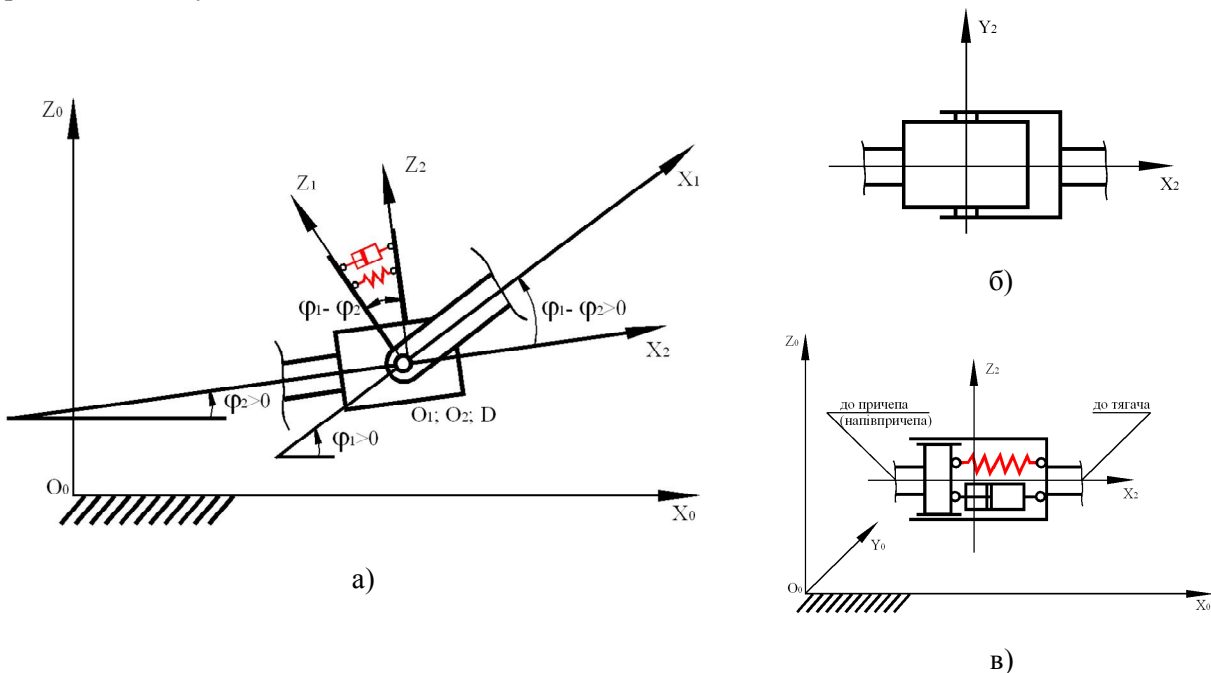 Z₀
Z₁
Z₂
X₁
φ₁- φ₂
φ₁- φ₂>0
X₂
φ₂>0
O₁; O₂; D
φ₁>0
O₀
X₀
а)
Y₂
X₂
б)
Z₀
Z₂
до причепа
(напівпричепа)
до тягача
X₂
Y₀
O₀
X₀
в)